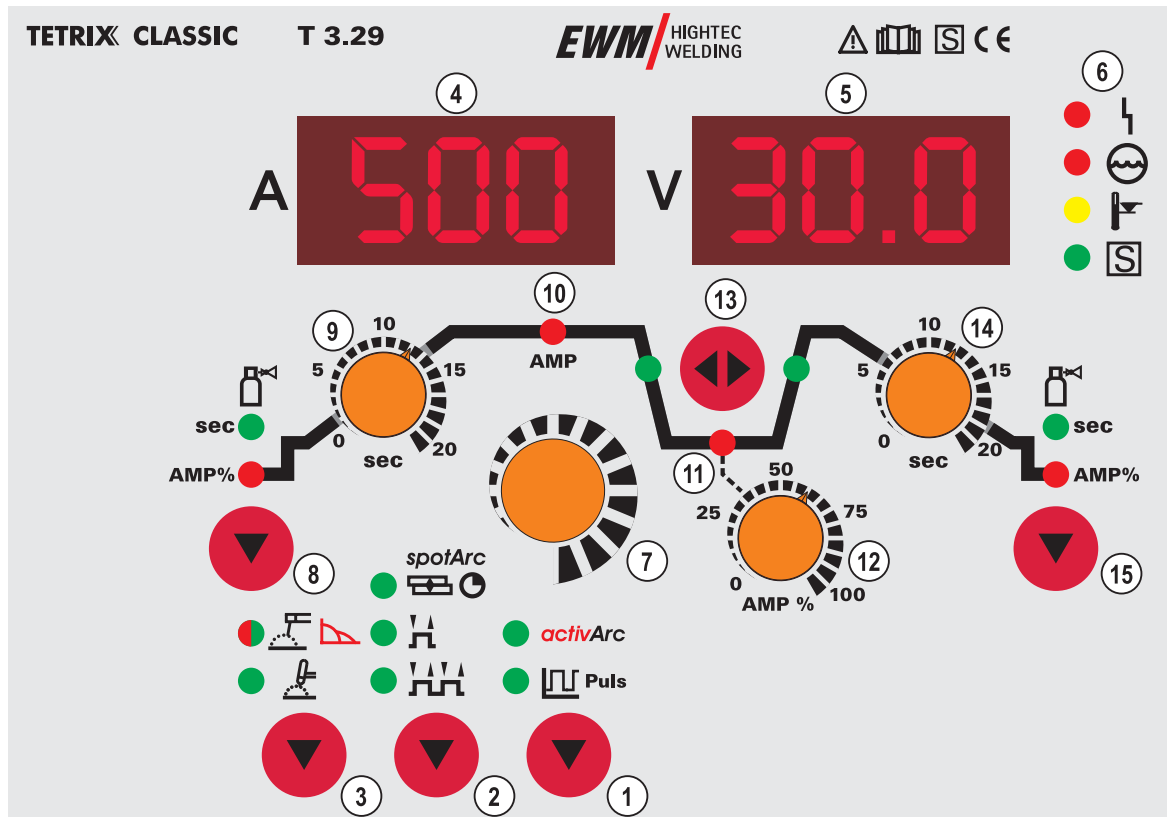 TETRIX CLASSIC T 3.29 EWM HIGHTEC WELDING S CE
4 5 6
A 500 V 30.0
S
10 13
9 10 14 10
AMP
5 15 5 15
sec sec
0 20 0 20
sec sec
AMP% 11 50 AMP%
25 75
8 7 12 15
0 100
AMP %
spotArc
activArc
Puls
3 2 1